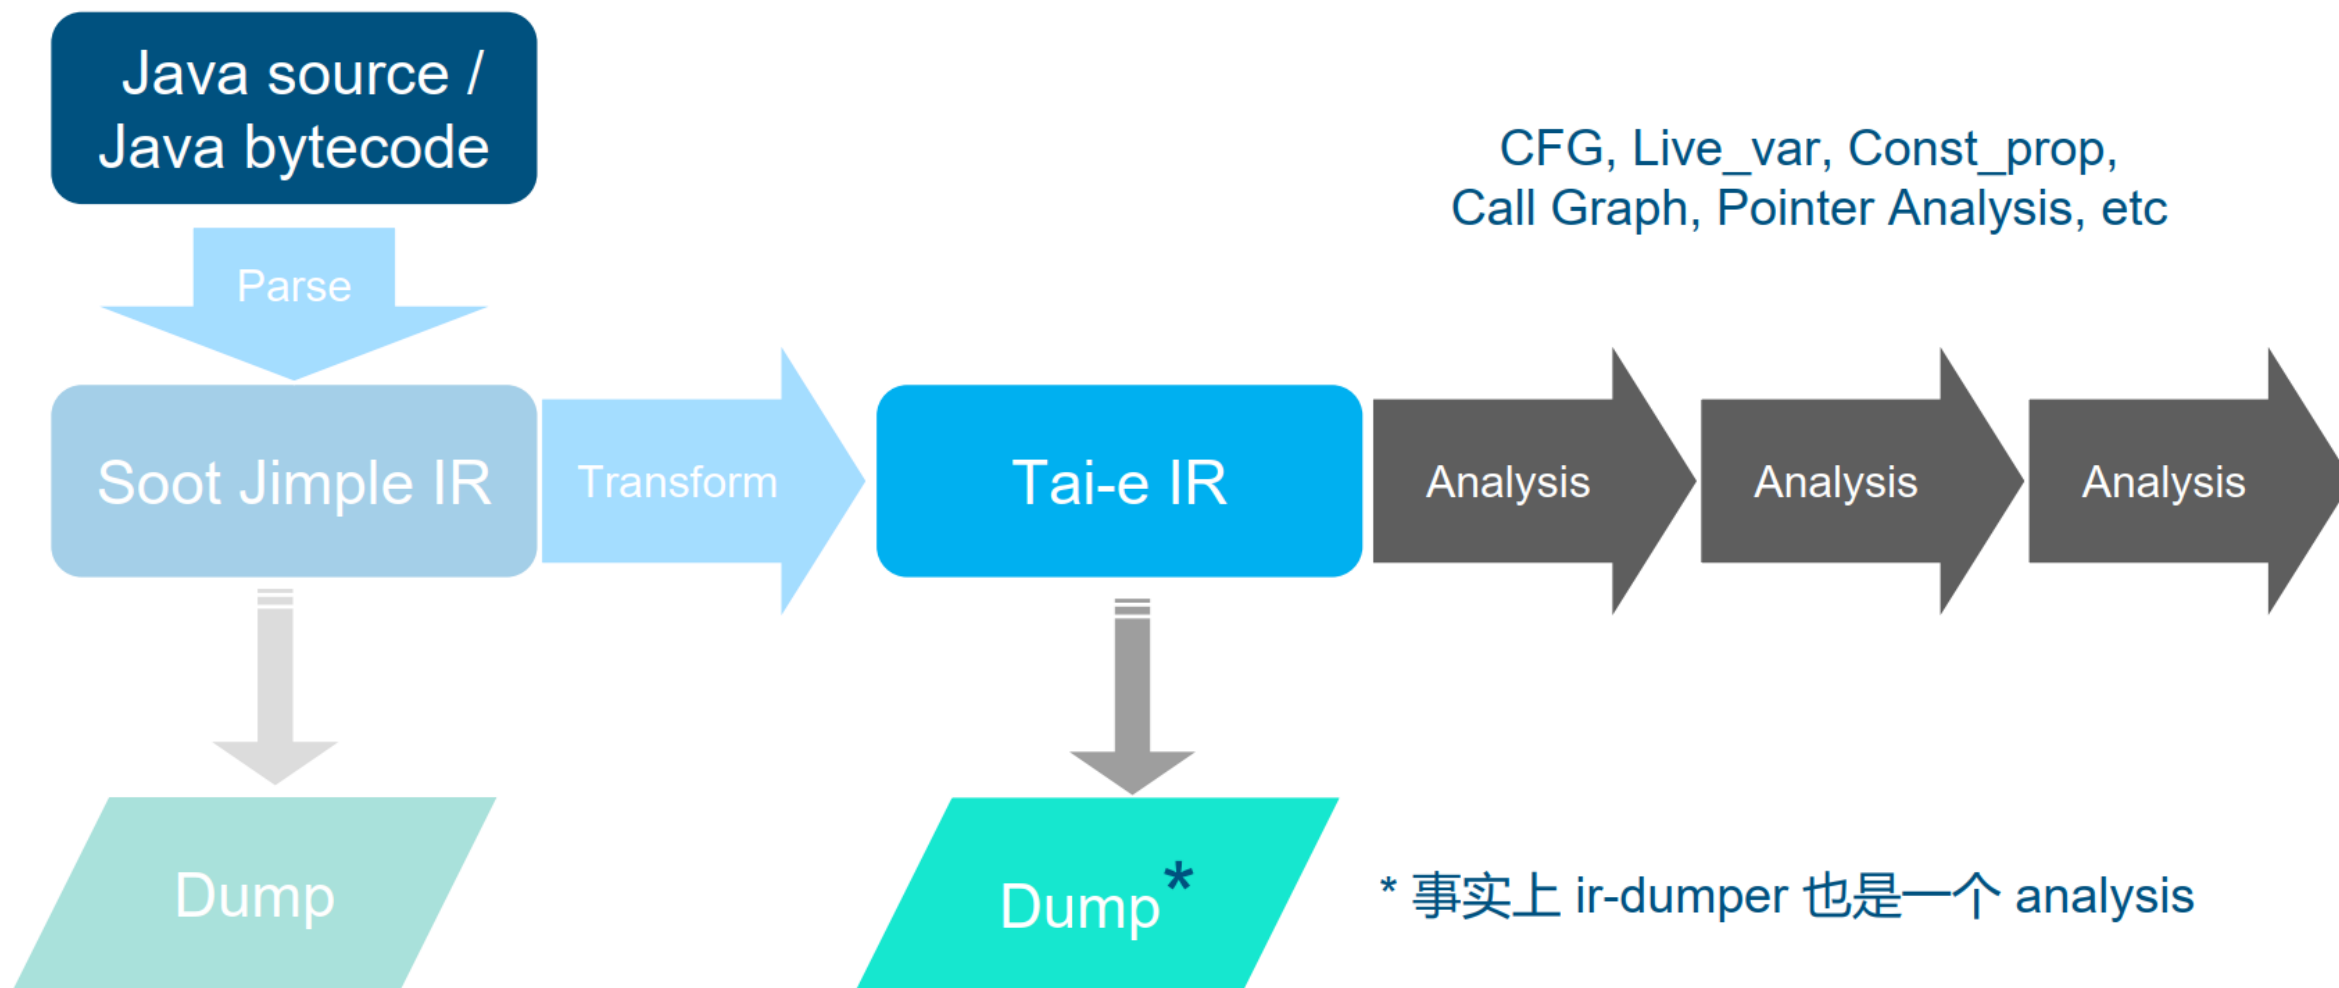 Java source /
Java bytecode
CFG, Live_var, Const_prop,
Call Graph, Pointer Analysis, etc
Parse
Soot Jimple IR
Transform
Tai-e IR
Analysis
Analysis
Analysis
Dump
Dump*
* 事实上 ir-dumper 也是一个 analysis